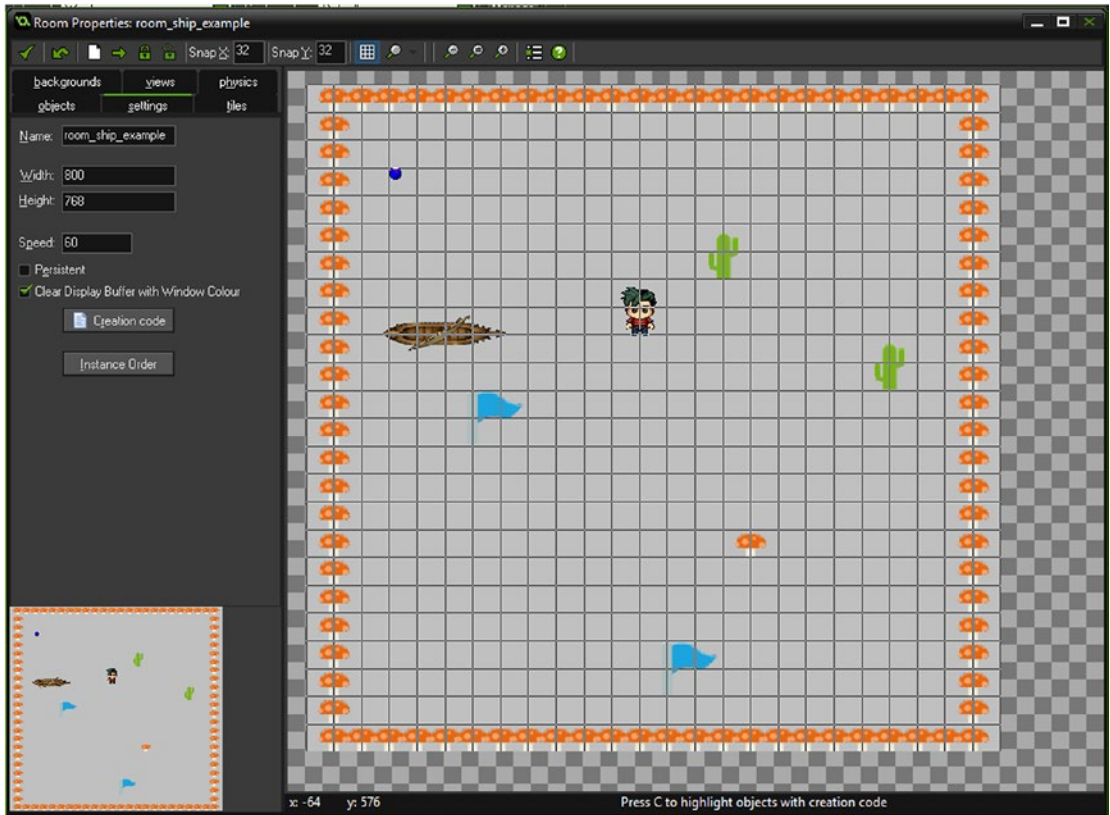 Room Properties: room_ship_example
Snap X: 32 Snap Y: 32
backgrounds views physics
objects settings tiles
Name: room_ship_example
Width: 800
Height: 768
Speed: 60
Persistent
Clear Display Buffer with Window Colour
Creation code
Instance Order
x: -64 y: 576 Press C to highlight objects with creation code